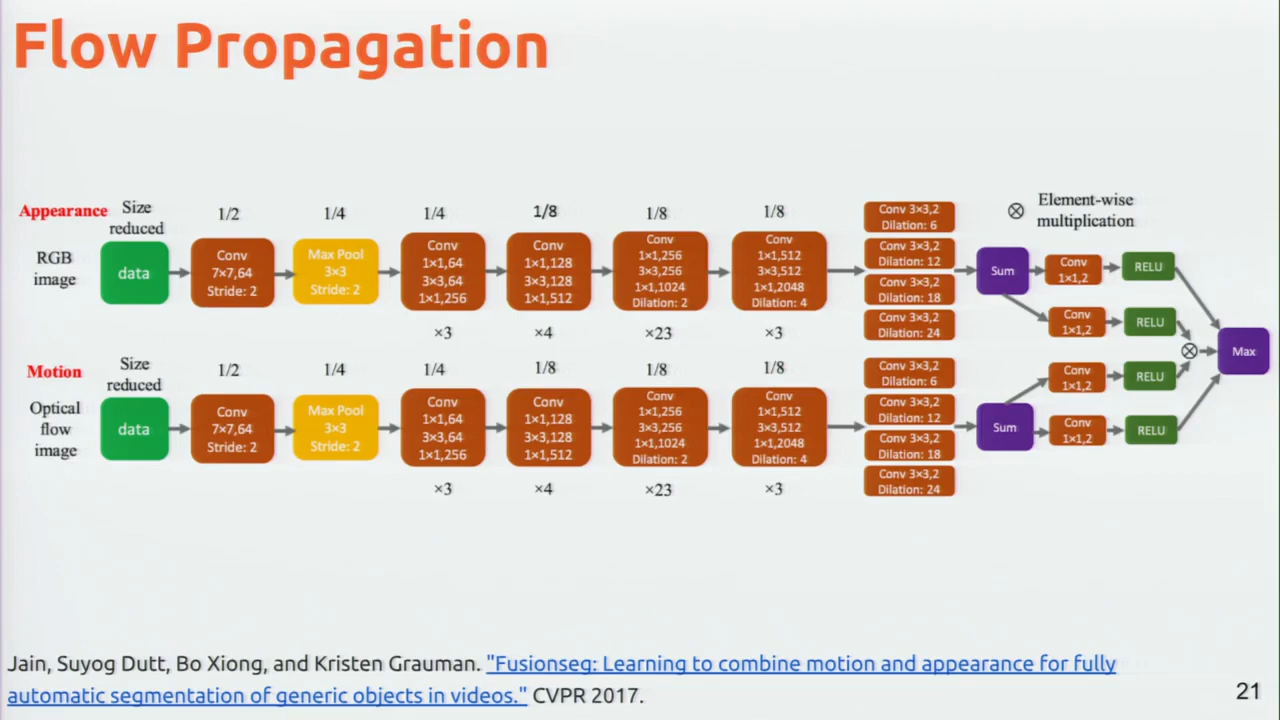 Flow Propagation
Appearance
Size
reduced
1/2
1/4
1/4
1/8
1/8
1/8
RGB
image
data
Conv
7×7,64
Stride: 2
Max Pool
3×3
Stride: 2
Conv
1×1,64
3×3,64
1×1,256
Conv
1×1,128
3×3,128
1×1,512
Conv
1×1,256
3×3,256
1×1,1024
Dilation: 2
Conv
1×1,512
3×3,512
1×1,2048
Dilation: 4
×3
×4
×23
×3
Conv 3×3,2
Dilation: 6
Conv 3×3,2
Dilation: 12
Conv 3×3,2
Dilation: 18
Conv 3×3,2
Dilation: 24
⊗ Element-wise
multiplication
Sum
Conv
1×1,2
RELU
Conv
1×1,2
RELU
⊗
Max
Motion
Size
reduced
1/2
1/4
1/4
1/8
1/8
1/8
Optical
flow
image
data
Conv
7×7,64
Stride: 2
Max Pool
3×3
Stride: 2
Conv
1×1,64
3×3,64
1×1,256
Conv
1×1,128
3×3,128
1×1,512
Conv
1×1,256
3×3,256
1×1,1024
Dilation: 2
Conv
1×1,512
3×3,512
1×1,2048
Dilation: 4
×3
×4
×23
×3
Conv 3×3,2
Dilation: 6
Conv 3×3,2
Dilation: 12
Conv 3×3,2
Dilation: 18
Conv 3×3,2
Dilation: 24
Sum
Conv
1×1,2
RELU
Conv
1×1,2
RELU
Jain, Suyog Dutt, Bo Xiong, and Kristen Grauman. "Fusionseg: Learning to combine motion and appearance for fully
automatic segmentation of generic objects in videos." CVPR 2017.
21